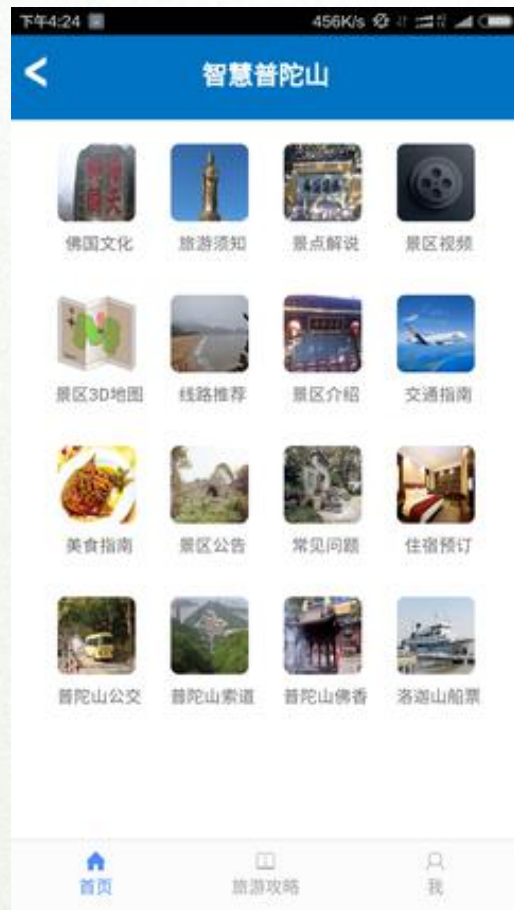 下午4:24 456K/s
智慧普陀山
佛国文化 旅游须知 景点解说 景区视频
景区3D地图 线路推荐 景区介绍 交通指南
美食指南 景区公告 常见问题 住宿预订
普陀山公交 普陀山索道 普陀山佛香 洛迦山船票
首页 旅游攻略 我